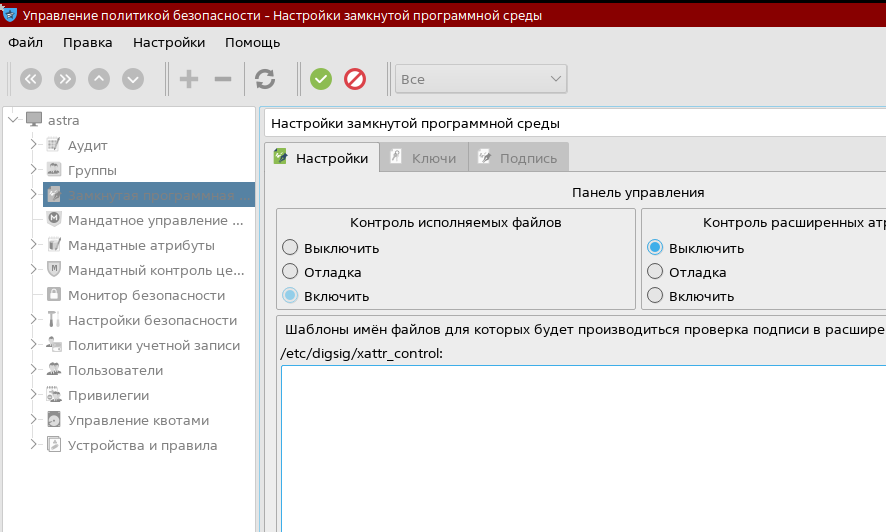 Управление политикой безопасности - Настройки замкнутой программной среды
Файл Правка Настройки Помощь
Все
astra
Аудит
Группы
Замкнутая программная ...
Мандатное управление ...
Мандатные атрибуты
Мандатный контроль це...
Монитор безопасности
Настройки безопасности
Политики учетной записи
Пользователи
Привилегии
Управление квотами
Устройства и правила
Настройки замкнутой программной среды
Настройки Ключи Подпись
Панель управления
Контроль исполняемых файлов
Выключить
Отладка
Включить
Контроль расширенных атр
Выключить
Отладка
Включить
Шаблоны имён файлов для которых будет производиться проверка подписи в расшире
/etc/digsig/xattr_control: